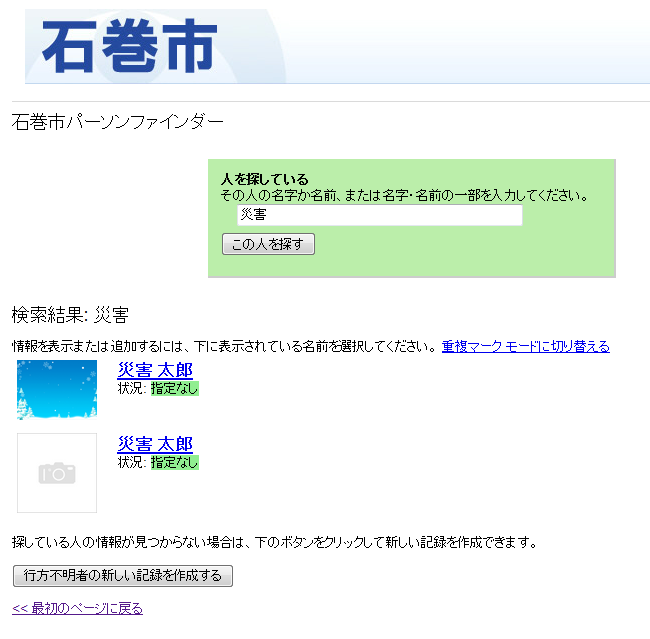 石巻市
石巻市パーソンファインダー
人を探している
その人の名字か名前、または名字・名前の一部を入力してください。
災害
この人を探す
検索結果: 災害
情報を表示または追加するには、下に表示されている名前を選択してください。 重複マーク モードに切り替える
災害 太郎
状況: 指定なし
災害 太郎
状況: 指定なし
探している人の情報が見つからない場合は、下のボタンをクリックして新しい記録を作成できます。
行方不明者の新しい記録を作成する
<< 最初のページに戻る